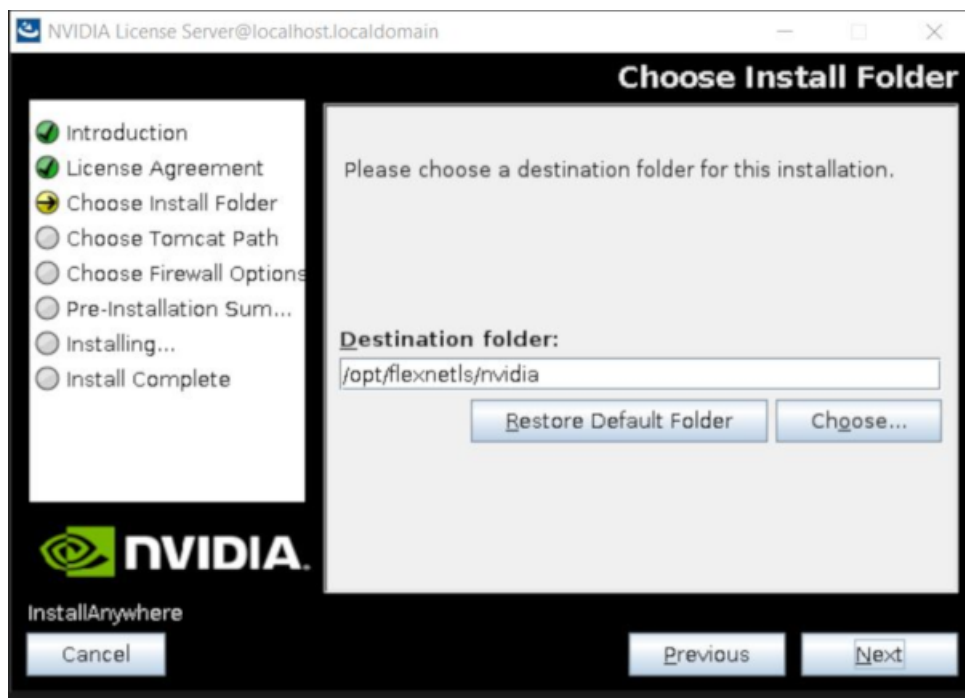 NVIDIA License Server@localhost.localdomain
Choose Install Folder
Introduction
License Agreement
Choose Install Folder
Choose Tomcat Path
Choose Firewall Options
Pre-Installation Sum...
Installing...
Install Complete
Please choose a destination folder for this installation.
Destination folder:
/opt/flexnetls/nvidia
Restore Default Folder
Choose...
NVIDIA.
InstallAnywhere
Cancel
Previous
Next